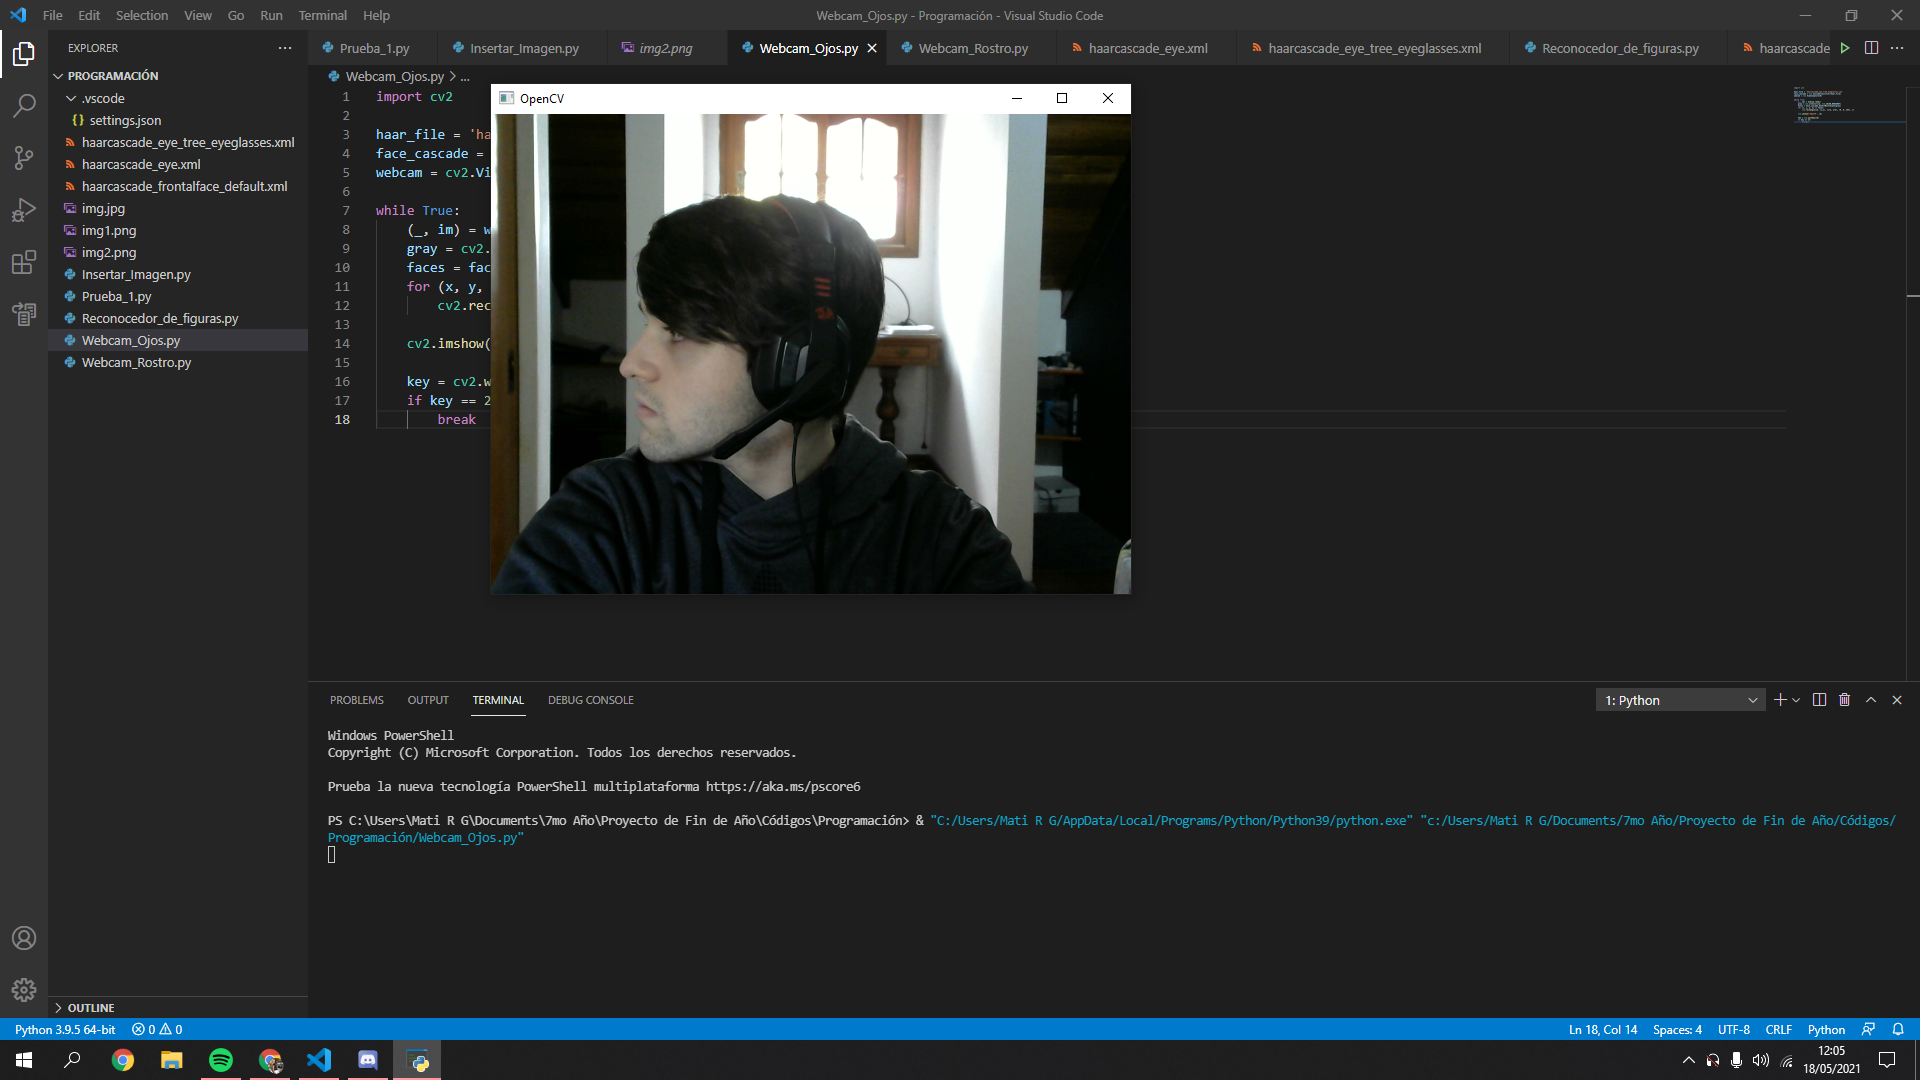 File Edit Selection View Go Run Terminal Help
Webcam_Ojos.py - Programación - Visual Studio Code
EXPLORER
Prueba_1.py
Insertar_Imagen.py
img2.png
Webcam_Ojos.py
Webcam_Rostro.py
haarcascade_eye.xml
haarcascade_eye_tree_eyeglasses.xml
Reconocedor_de_figuras.py
haarcascade
PROGRAMACIÓN
.vscode
{} settings.json
haarcascade_eye_tree_eyeglasses.xml
haarcascade_eye.xml
haarcascade_frontalface_default.xml
img.jpg
img1.png
img2.png
Insertar_Imagen.py
Prueba_1.py
Reconocedor_de_figuras.py
Webcam_Ojos.py
Webcam_Rostro.py
OUTLINE
Webcam_Ojos.py > ...
OpenCV
1 import cv2
2
3 haar_file = 'ha
4 face_cascade =
5 webcam = cv2.Vi
6
7 while True:
8 (_, im) = w
9 gray = cv2.
10 faces = fac
11 for (x, y,
12 cv2.rec
13
14 cv2.imshow(
15
16 key = cv2.w
17 if key == 2
18 break
PROBLEMS OUTPUT TERMINAL DEBUG CONSOLE
1: Python
Windows PowerShell
Copyright (C) Microsoft Corporation. Todos los derechos reservados.
Prueba la nueva tecnología PowerShell multiplataforma https://aka.ms/pscore6
PS C:\Users\Mati R G\Documents\7mo Año\Proyecto de Fin de Año\Códigos\Programación> & "C:/Users/Mati R G/AppData/Local/Programs/Python/Python39/python.exe" "c:/Users/Mati R G/Documents/7mo Año/Proyecto de Fin de Año/Códigos/
Programación/Webcam_Ojos.py"
Python 3.9.5 64-bit 0 0
Ln 18, Col 14 Spaces: 4 UTF-8 CRLF Python
12:05
18/05/2021